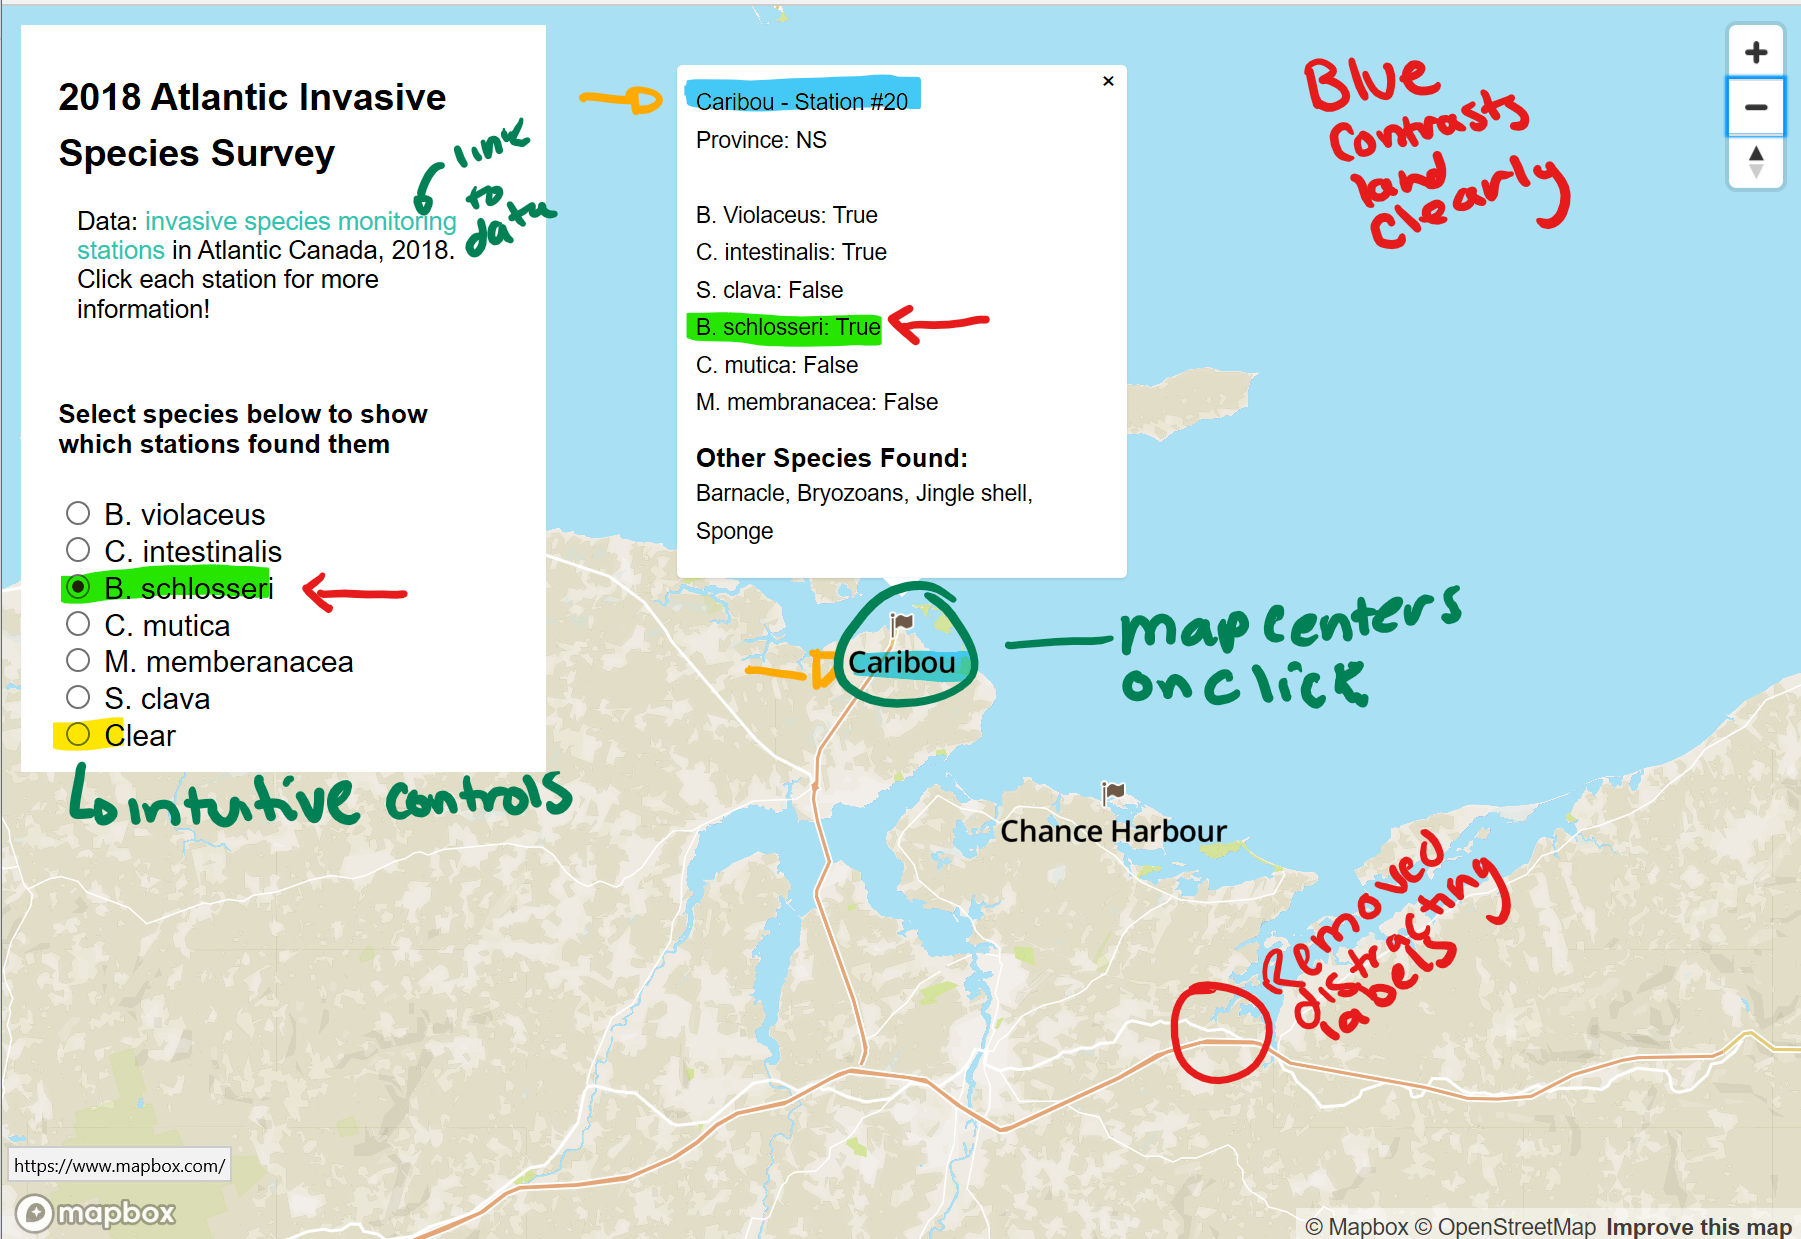 2018 Atlantic Invasive
Species Survey
Data: invasive species monitoring
stations in Atlantic Canada, 2018.
Click each station for more
information!
link
to
data
Select species below to show
which stations found them
B. violaceus
C. intestinalis
B. schlosseri
C. mutica
M. memberanacea
S. clava
Clear
intuitive controls
Caribou - Station #20
×
Province: NS
B. Violaceus: True
C. intestinalis: True
S. clava: False
B. schlosseri: True
C. mutica: False
M. membranacea: False
Other Species Found:
Barnacle, Bryozoans, Jingle shell,
Sponge
Blue
contrasts
land
clearly
+
−
Caribou
map centers
on click
Chance Harbour
Removed
distracting
labels
https://www.mapbox.com/
mapbox
© Mapbox © OpenStreetMap Improve this map